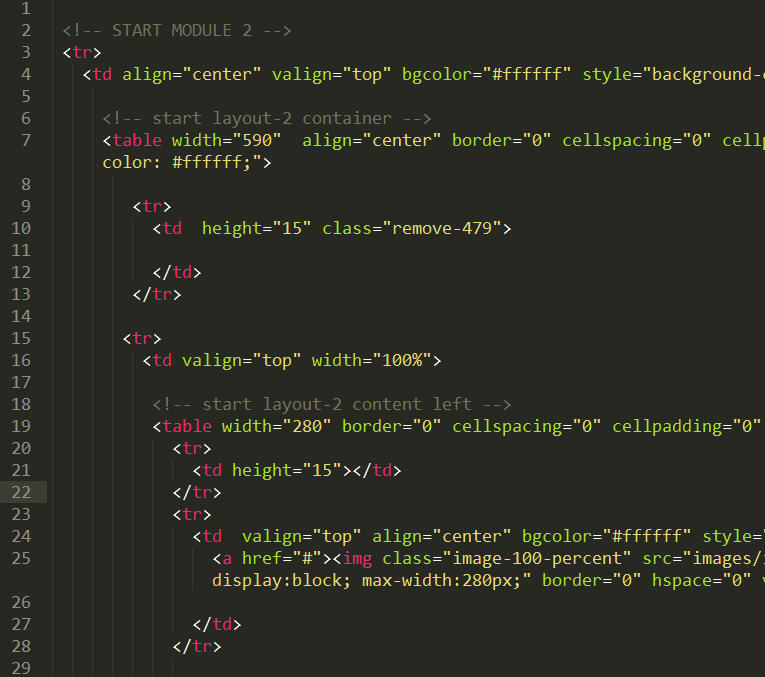 1
2 <!-- START MODULE 2 -->
3 <tr>
4 <td align="center" valign="top" bgcolor="#ffffff" style="background-
5
6 <!-- start layout-2 container -->
7 <table width="590"  align="center" border="0" cellspacing="0"
color: #ffffff;">
8
9 <tr>
10 <td  height="15" class="remove-479">
11
12 </td>
13 </tr>
14
15 <tr>
16 <td valign="top" width="100%">
17
18 <!-- start layout-2 content left -->
19 <table width="280" border="0" cellspacing="0" cellpadding="0"
20 <tr>
21 <td height="15"></td>
22 </tr>
23 <tr>
24 <td  valign="top" align="center" bgcolor="#ffffff" style="
25 <a href="#"><img class="image-100-percent" src="images/
display:block; max-width:280px;" border="0" hspace="0"
26
27 </td>
28 </tr>
29